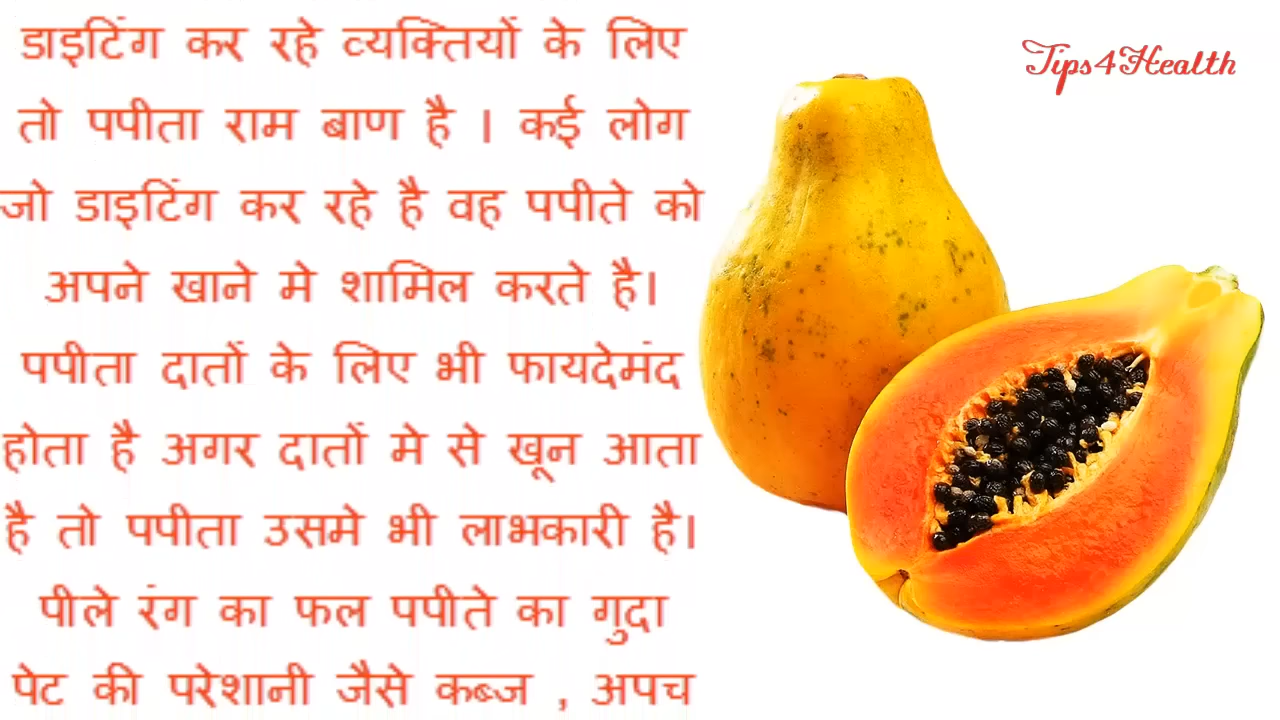 डाइटिंग कर रहे व्यक्तियों के लिए
तो पपीता राम बाण है । कई लोग
जो डाइटिंग कर रहे है वह पपीते को
अपने खाने मे शामिल करते है।
पपीता दातों के लिए भी फायदेमंद
होता है अगर दातों मे से खून आता
है तो पपीता उसमे भी लाभकारी है।
पीले रंग का फल पपीते का गुदा
पेट की परेशानी जैसे कब्ज , अपच
Tips4Health